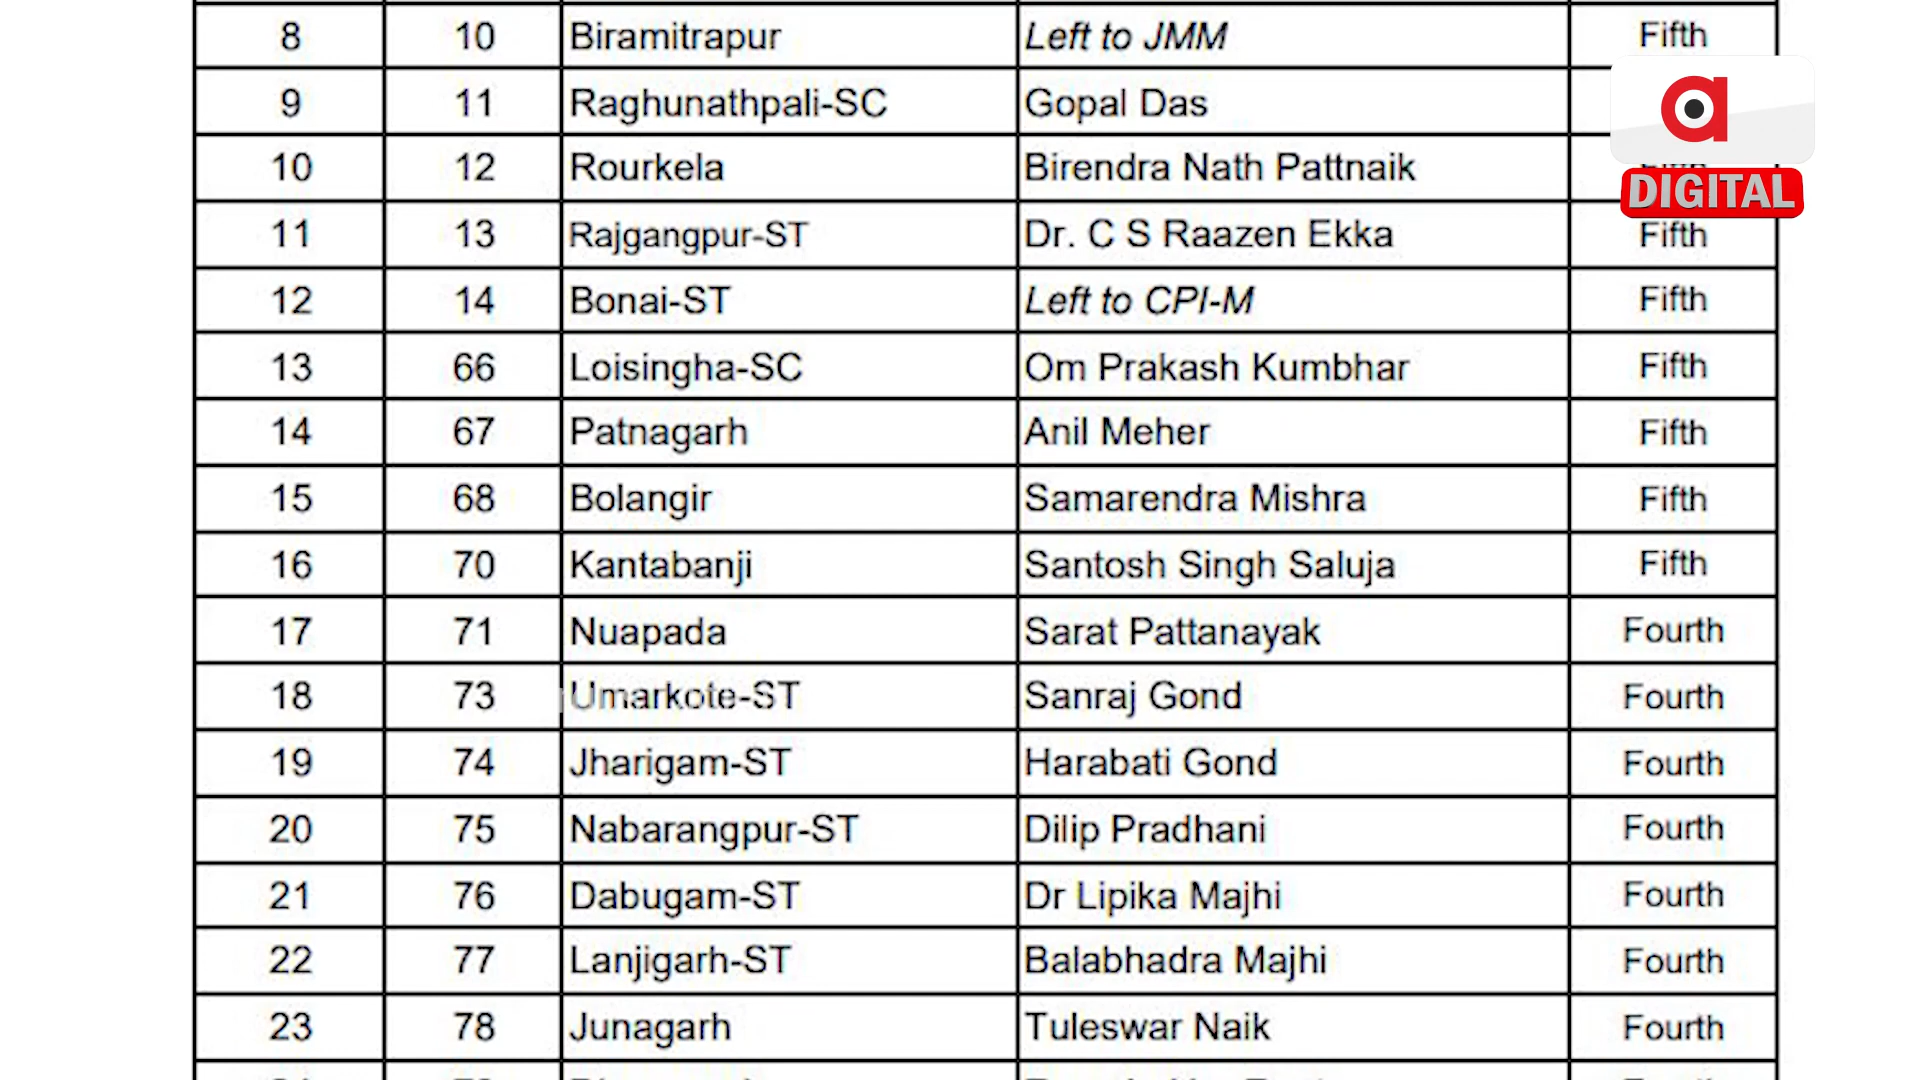 8 10 Biramitrapur Left to JMM Fifth
9 11 Raghunathpali-SC Gopal Das
10 12 Rourkela Birendra Nath Pattnaik
DIGITAL
11 13 Rajgangpur-ST Dr. C S Raazen Ekka Fifth
12 14 Bonai-ST Left to CPI-M Fifth
13 66 Loisingha-SC Om Prakash Kumbhar Fifth
14 67 Patnagarh Anil Meher Fifth
15 68 Bolangir Samarendra Mishra Fifth
16 70 Kantabanji Santosh Singh Saluja Fifth
17 71 Nuapada Sarat Pattanayak Fourth
18 73 Umarkote-ST Sanraj Gond Fourth
19 74 Jharigam-ST Harabati Gond Fourth
20 75 Nabarangpur-ST Dilip Pradhani Fourth
21 76 Dabugam-ST Dr Lipika Majhi Fourth
22 77 Lanjigarh-ST Balabhadra Majhi Fourth
23 78 Junagarh Tuleswar Naik Fourth